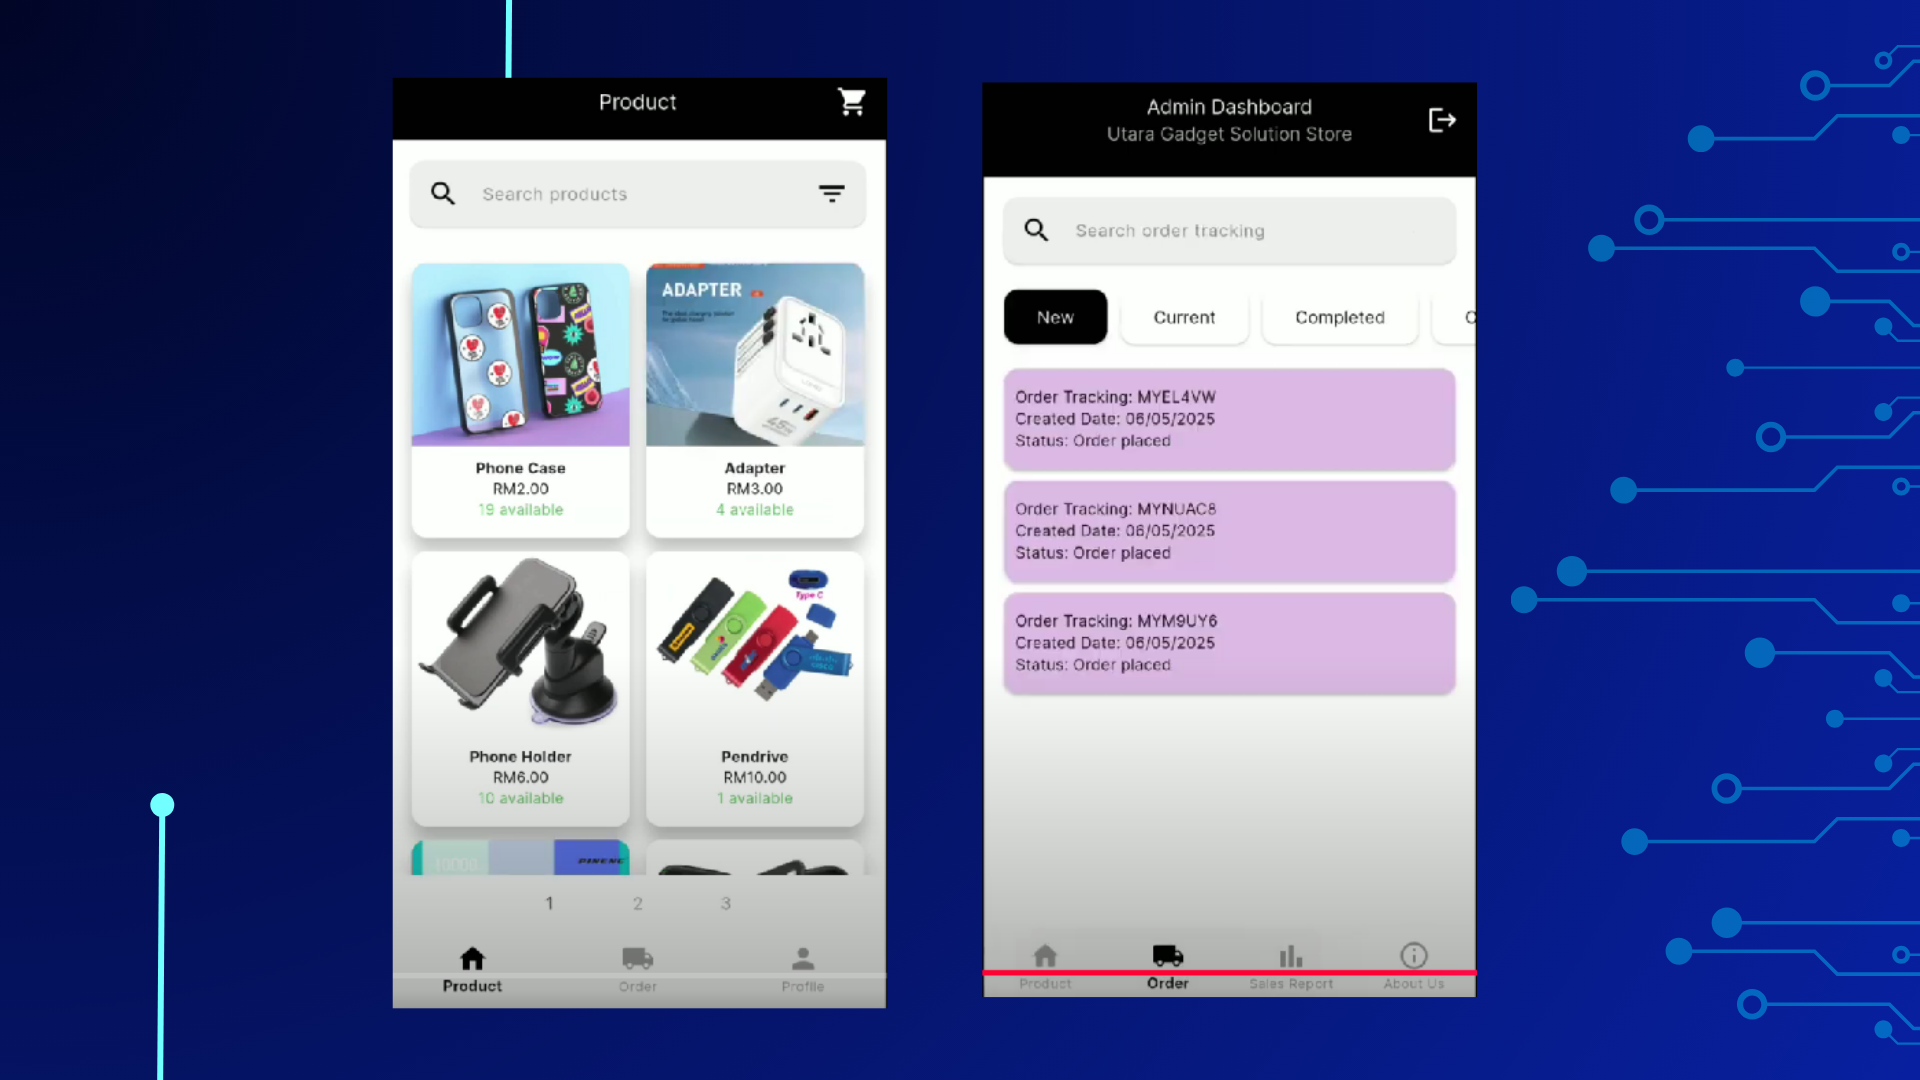 Product
Search products
ADAPTER
Phone Case
RM2.00
19 available
Adapter
RM3.00
4 available
Type C
Phone Holder
RM6.00
10 available
Pendrive
RM10.00
1 available
10000
PINENG
1
2
3
Product
Order
Profile
Admin Dashboard
Utara Gadget Solution Store
Search order tracking
New
Current
Completed
Order Tracking: MYEL4VW
Created Date: 06/05/2025
Status: Order placed
Order Tracking: MYNUAC8
Created Date: 06/05/2025
Status: Order placed
Order Tracking: MYM9UY6
Created Date: 06/05/2025
Status: Order placed
Product
Order
Sales Report
About Us